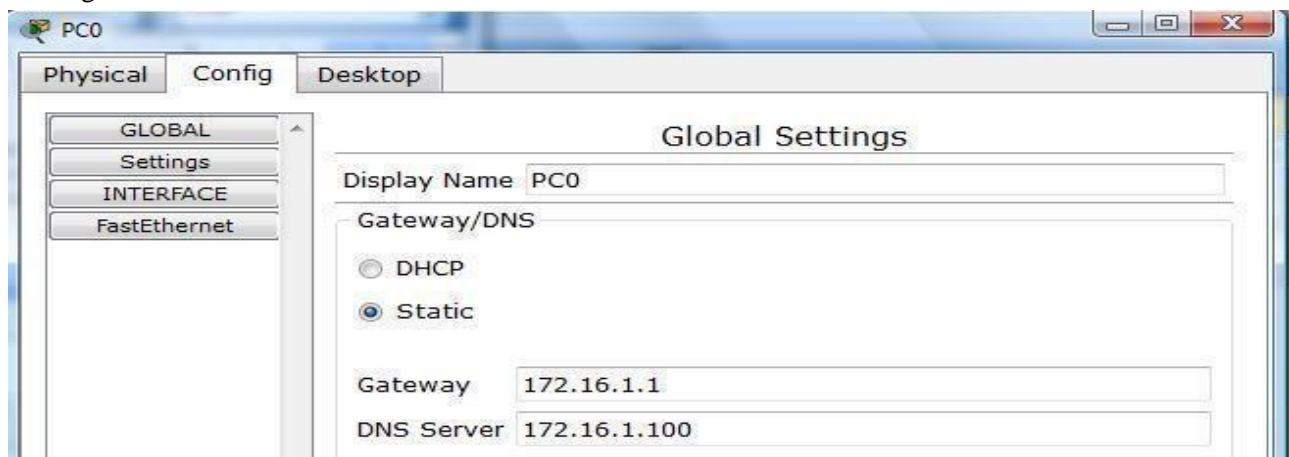 PC0
Physical Config Desktop
GLOBAL
Settings
INTERFACE
FastEthernet
Global Settings
Display Name PC0
Gateway/DNS
DHCP
Static
Gateway 172.16.1.1
DNS Server 172.16.1.100